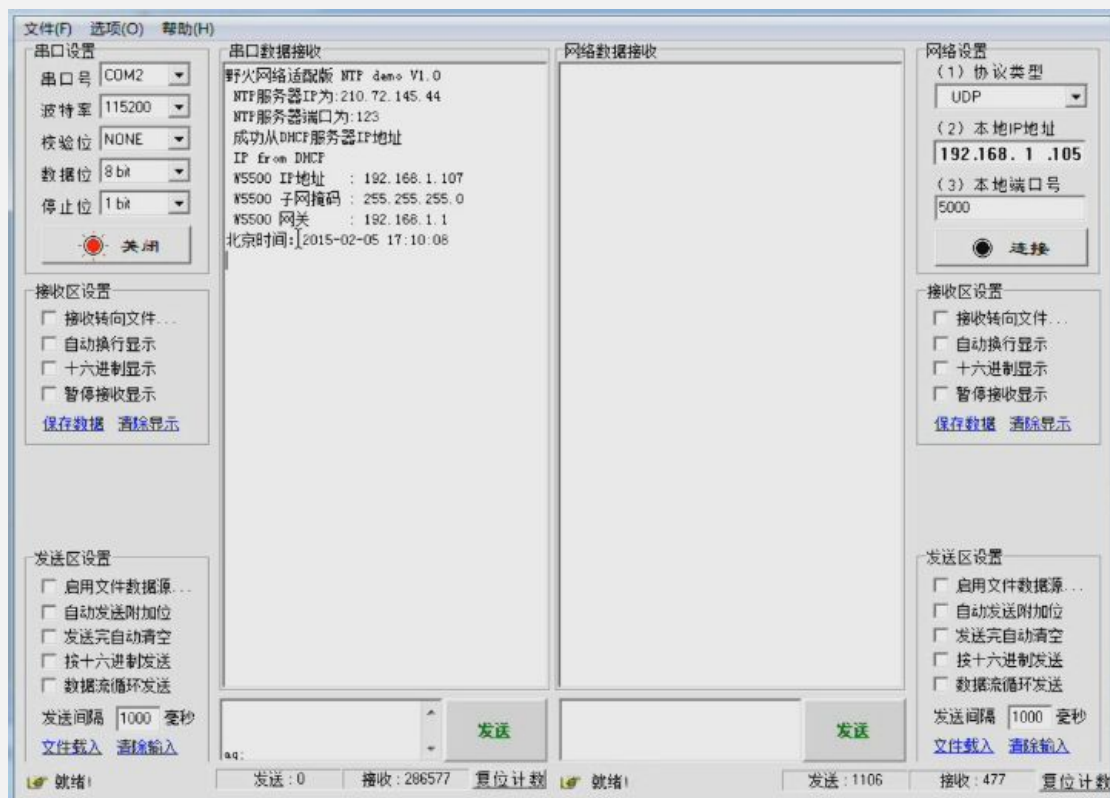 文件(F) 选项(O) 帮助(H)
串口设置
串口号 COM2
波特率 115200
校验位 NONE
数据位 8 bit
停止位 1 bit
关闭
接收区设置
接收转向文件...
自动换行显示
十六进制显示
暂停接收显示
保存数据 清除显示
发送区设置
启用文件数据源...
自动发送附加位
发送完自动清空
按十六进制发送
数据流循环发送
发送间隔 1000 毫秒
文件载入 清除输入
就绪!
串口数据接收
野火网络适配版 NTP demo V1.0
NTP服务器IP为:210.72.145.44
NTP服务器端口为:123
成功从DHCP服务器IP地址
IP from DHCP
W5500 IP地址 : 192.168.1.107
W5500 子网掩码 : 255.255.255.0
W5500 网关 : 192.168.1.1
北京时间: 2015-02-05 17:10:08
发送
发送 : 0 接收 : 286577 复位计数
网络数据接收
发送
就绪!
发送 : 1106 接收 : 477 复位计数
网络设置
(1) 协议类型
UDP
(2) 本地IP地址
192.168. 1 .105
(3) 本地端口号
5000
连接
接收区设置
接收转向文件...
自动换行显示
十六进制显示
暂停接收显示
保存数据 清除显示
发送区设置
启用文件数据源...
自动发送附加位
发送完自动清空
按十六进制发送
数据流循环发送
发送间隔 1000 毫秒
文件载入 清除输入